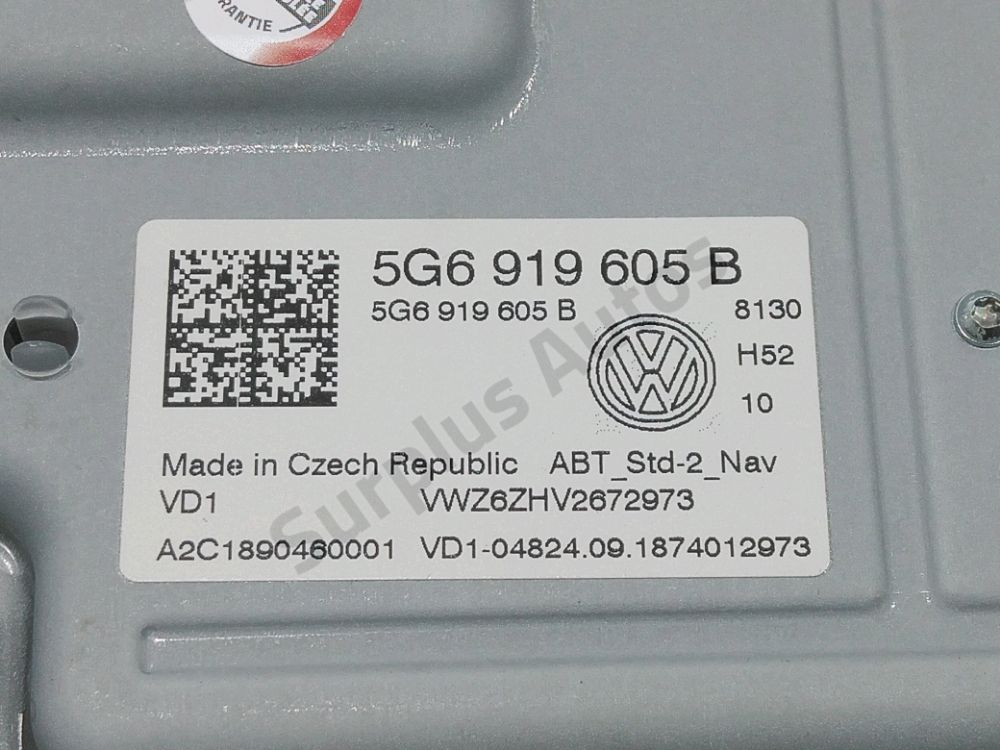 RANTIE
5G6 919 605 B
5G6 919 605 B
8130
H52
10
Made in Czech Republic ABT_Std-2_Nav
VD1 VWZ6ZHV2672973
A2C1890460001 VD1-04824.09.1874012973
Surplus Autos